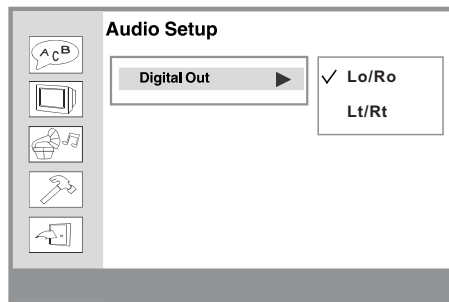 Audio Setup
A C B
Digital Out
✓ Lo/Ro
Lt/Rt